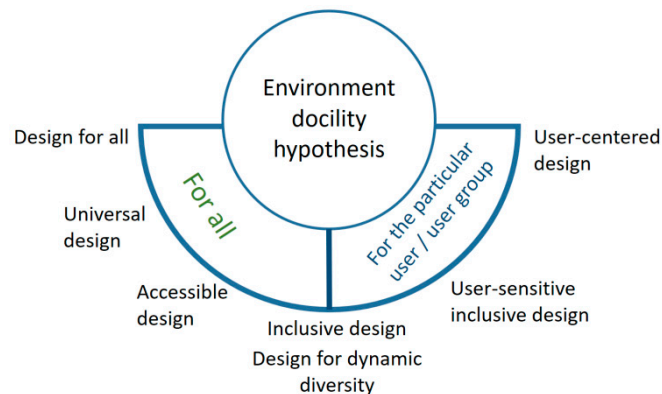 Environment
docility
hypothesis
Design for all
Universal
design
Accessible
design
Inclusive design
Design for dynamic
diversity
User-sensitive
inclusive design
User-centered
design
For all
For the particular
user / user group